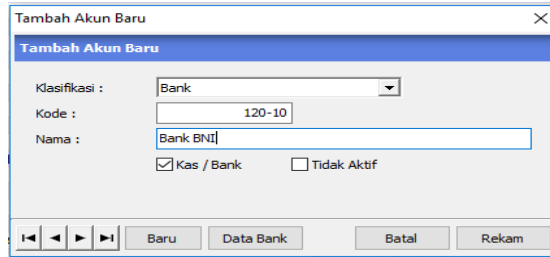 Tambah Akun Baru
Tambah Akun Baru
Klasifikasi : Bank
Kode : 120-10
Nama : Bank BNI
Kas / Bank Tidak Aktif
Baru Data Bank Batal Rekam